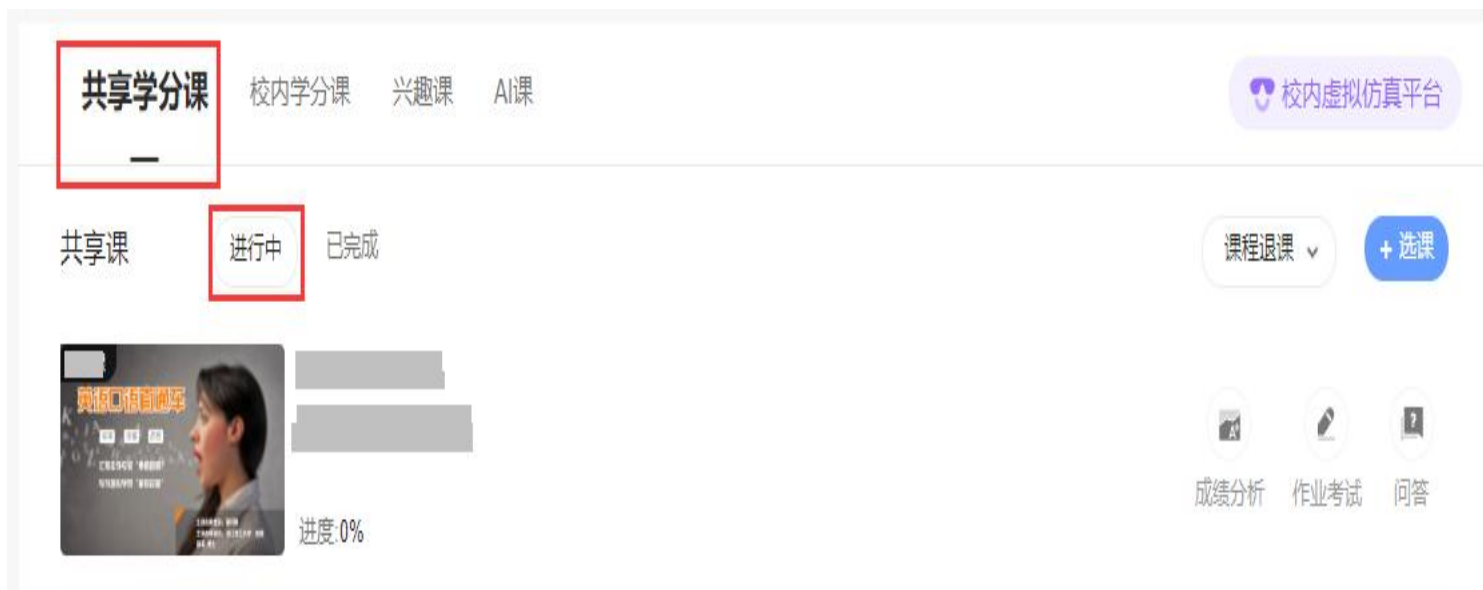 共享学分课 校内学分课 兴趣课 AI课 校内虚拟仿真平台
共享课 进行中 已完成 课程退课 + 选课
英语口语直通车
进度:0%
成绩分析 作业考试 问答